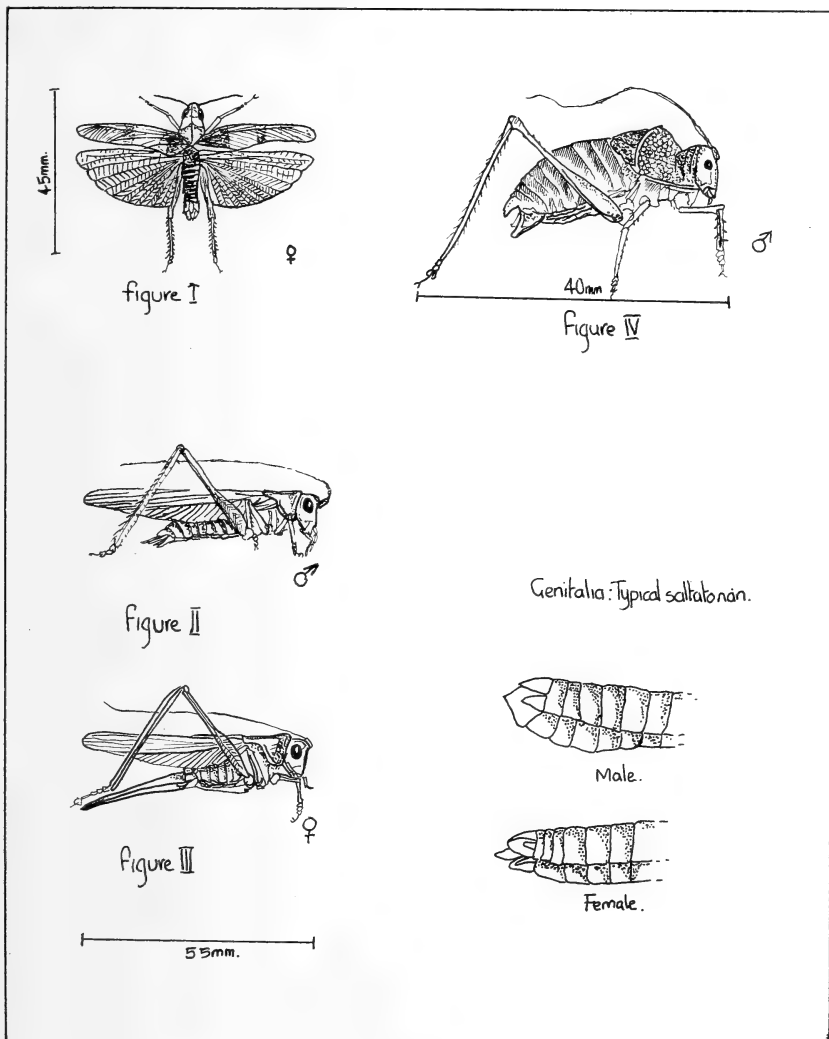 45mm.
♀
figure I
♂
40mm
figure IV
♂
figure II
Genitalia: Typical saltatorian.
Male.
♀
figure III
Female.
55mm.